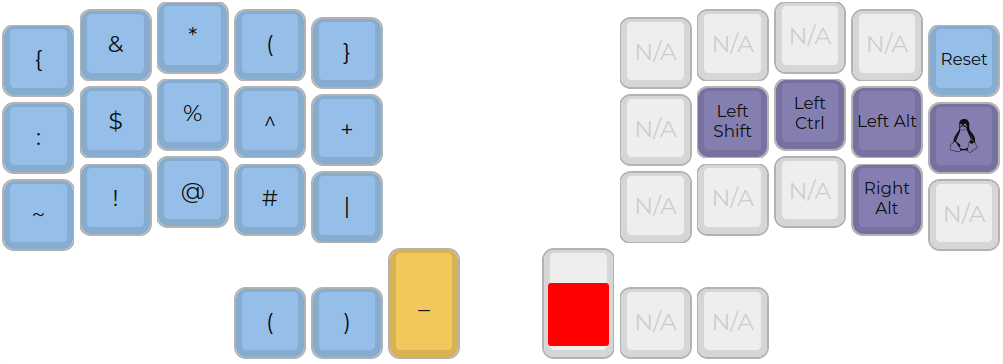 { & * ( } N/A N/A N/A N/A Reset
: $ % ^ + N/A Left Shift Left Ctrl Left Alt
~ ! @ # | N/A N/A N/A Right Alt N/A
( ) _ N/A N/A